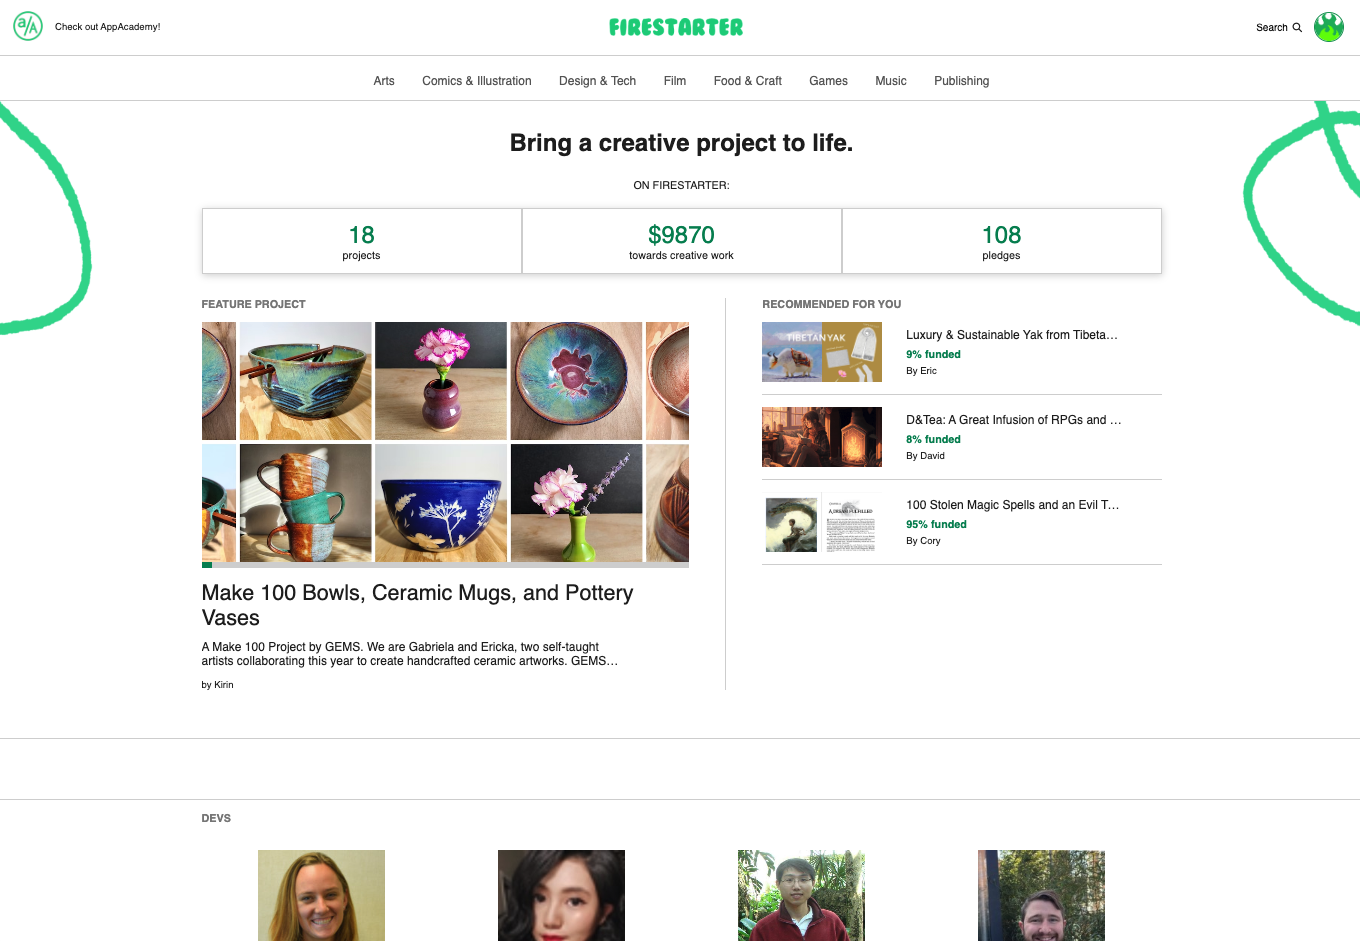 a/A
Check out AppAcademy!
FIRESTARTER
Search
Arts
Comics & Illustration
Design & Tech
Film
Food & Craft
Games
Music
Publishing
Bring a creative project to life.
ON FIRESTARTER:
18
projects
$9870
towards creative work
108
pledges
FEATURE PROJECT
Make 100 Bowls, Ceramic Mugs, and Pottery
Vases
A Make 100 Project by GEMS. We are Gabriela and Ericka, two self-taught
artists collaborating this year to create handcrafted ceramic artworks. GEMS…
by Kirin
RECOMMENDED FOR YOU
TIBETAN YAK
Luxury & Sustainable Yak from Tibeta…
9% funded
By Eric
D&Tea: A Great Infusion of RPGs and …
8% funded
By David
A DREAM FULFILLED
100 Stolen Magic Spells and an Evil T…
95% funded
By Cory
DEVS